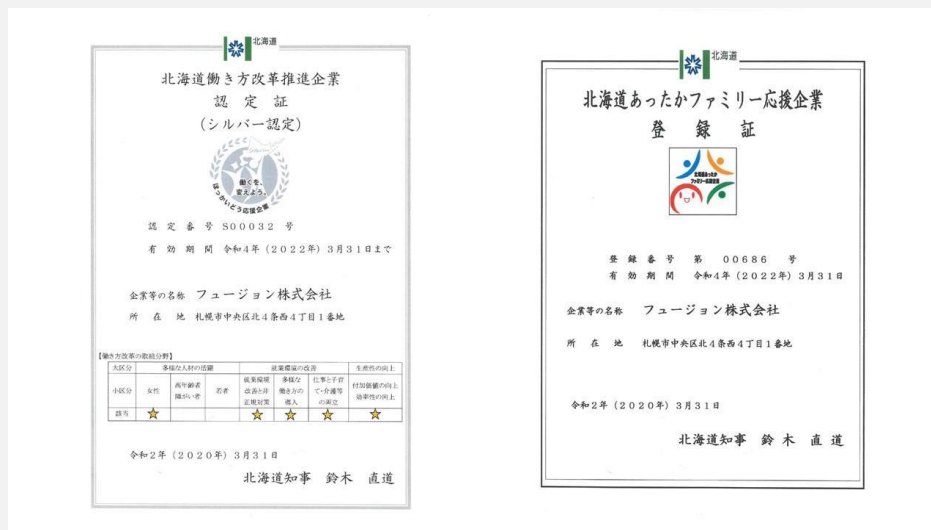 北海道
北海道働き方改革推進企業
認定証
（シルバー認定）
働くを、
変えよう。
ほっかいどう応援企業
認定番号 S00032 号
有効期間 令和4年（2022年）3月31日まで
企業等の名称 フュージョン株式会社
所在地 札幌市中央区北4条西4丁目1番地
【働き方改革の取組分野】
大区分 多様な人材の活躍 就業環境の改善 生産性の向上
小区分 女性 高年齢者 障がい者 若者 就業環境改善と非正規対策 多様な働き方の導入 仕事と子育て・介護等の両立 付加価値の向上 効率性の向上
該当
令和2年（2020年）3月31日
北海道知事 鈴木 直道
北海道
北海道あったかファミリー応援企業
登録証
北海道あったか
ファミリー応援企業
登録番号 第 00686 号
有効期間 令和4年（2022年）3月31日
企業等の名称 フュージョン株式会社
所在地 札幌市中央区北4条西4丁目1番地
令和2年（2020年）3月31日
北海道知事 鈴木 直道